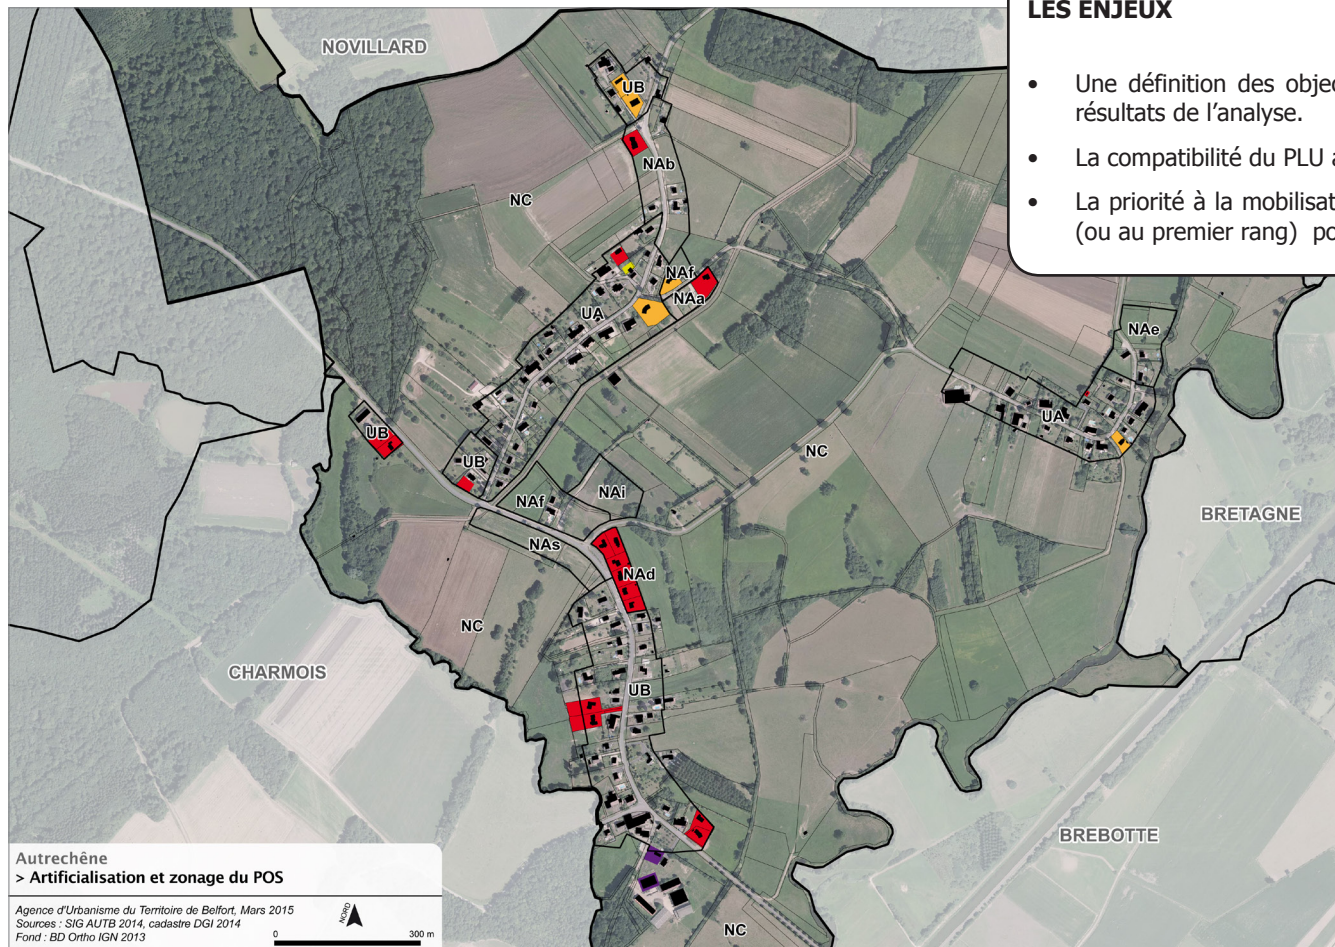 LES ENJEUX
• Une définition des objec
résultats de l'analyse.
• La compatibilité du PLU a
• La priorité à la mobilisat
(ou au premier rang) po
NOVILLARD
UB
NAb
NC
NAf
NAa
UA
NAe
UA
UB
UB
NC
NAf
NAi
NAs
BRETAGNE
NAd
NC
CHARMOIS
UB
BREBOTTE
NC
Autrechêne
> Artificialisation et zonage du POS
Agence d'Urbanisme du Territoire de Belfort, Mars 2015
Sources : SIG AUTB 2014, cadastre DGI 2014
Fond : BD Ortho IGN 2013
NORD
0 300 m